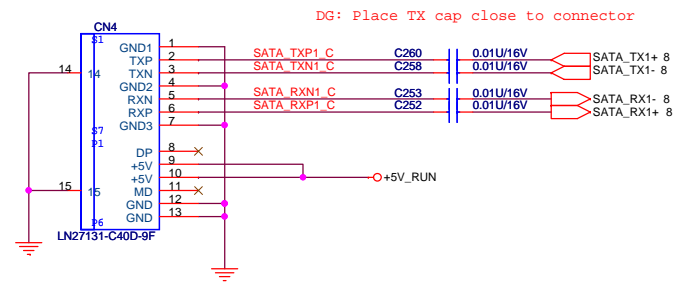 DG: Place TX cap close to connector
CN4
S1
GND1 1
TXP 2 SATA_TXP1_C C260 0.01U/16V SATA_TX1+ 8
14 14 TXN 3 SATA_TXN1_C C258 0.01U/16V SATA_TX1- 8
GND2 4
RXN 5 SATA_RXN1_C C253 0.01U/16V SATA_RX1- 8
RXP 6 SATA_RXP1_C C252 0.01U/16V SATA_RX1+ 8
S7 GND3 7
P1
DP 8
+5V 9
+5V 10 +5V_RUN
15 15 MD 11
GND 12
P6 GND 13
LN27131-C40D-9F